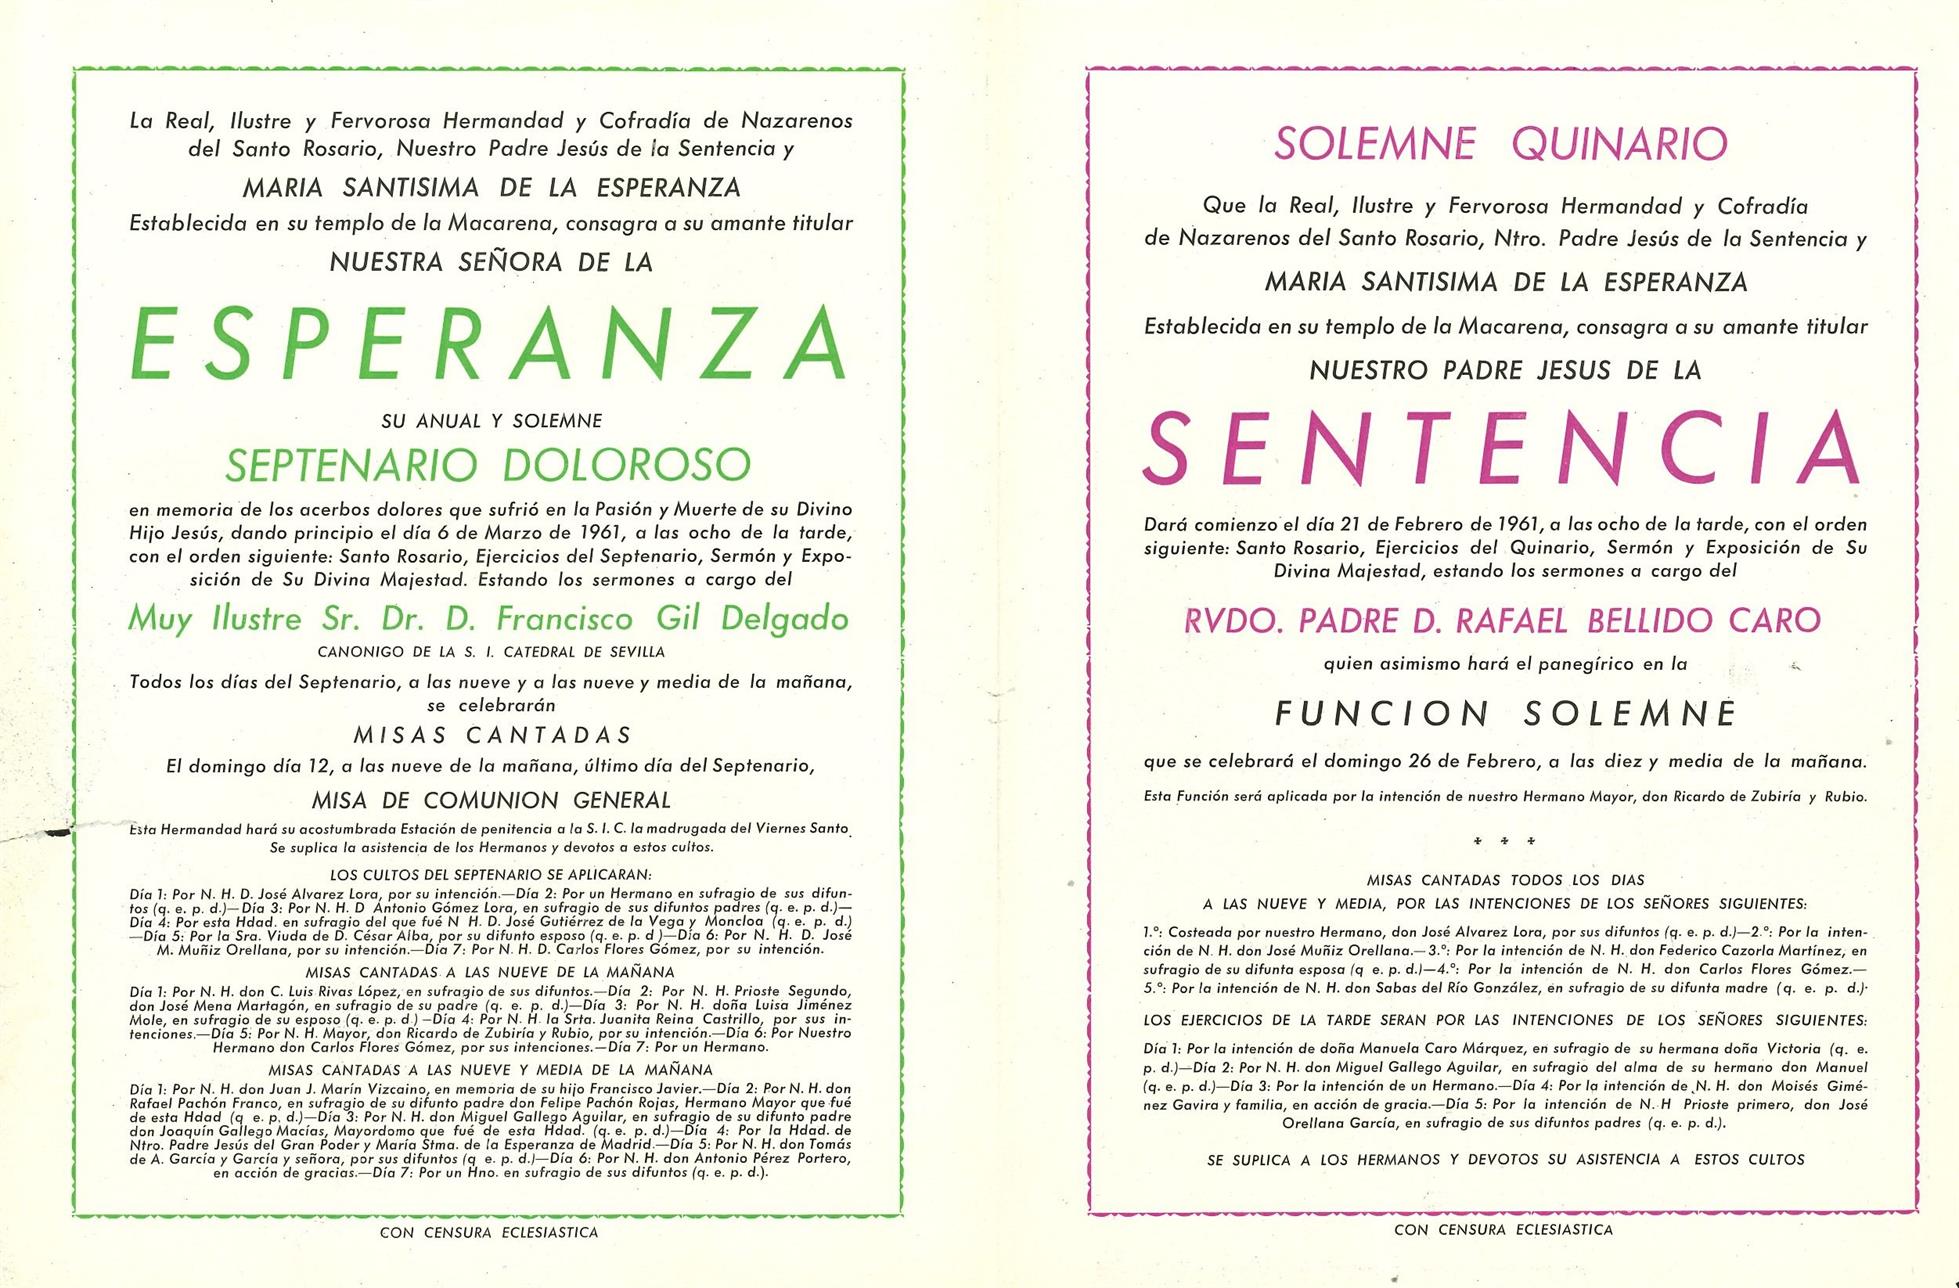 La Real, Ilustre y Fervorosa Hermandad y Cofradía de Nazarenos
del Santo Rosario, Nuestro Padre Jesús de la Sentencia y
MARIA SANTISIMA DE LA ESPERANZA
Establecida en su templo de la Macarena, consagra a su amante titular
NUESTRA SEÑORA DE LA
ESPERANZA
SU ANUAL Y SOLEMNE
SEPTENARIO DOLOROSO
en memoria de los acerbos dolores que sufrió en la Pasión y Muerte de su Divino
Hijo Jesús, dando principio el día 6 de Marzo de 1961, a las ocho de la tarde,
con el orden siguiente: Santo Rosario, Ejercicios del Septenario, Sermón y Expo-
sición de Su Divina Majestad. Estando los sermones a cargo del
Muy Ilustre Sr. Dr. D. Francisco Gil Delgado
CANONIGO DE LA S. I. CATEDRAL DE SEVILLA
Todos los días del Septenario, a las nueve y a las nueve y media de la mañana,
se celebrarán
MISAS CANTADAS
El domingo día 12, a las nueve de la mañana, último día del Septenario,
MISA DE COMUNION GENERAL
Esta Hermandad hará su acostumbrada Estación de penitencia a la S. I. C. la madrugada del Viernes Santo.
Se suplica la asistencia de los Hermanos y devotos a estos cultos.
LOS CULTOS DEL SEPTENARIO SE APLICARAN:
Día 1: Por N. H. D. José Alvarez Lora, por su intención.—Día 2: Por un Hermano en sufragio de sus difun-
tos (q. e. p. d.)—Día 3: Por N. H. D Antonio Gómez Lora, en sufragio de sus difuntos padres (q. e. p. d.)—
Día 4: Por esta Hdad. en sufragio del que fué N H. D. José Gutiérrez de la Vega y Moncloa (q. e. p. d.)
—Día 5: Por la Sra. Viuda de D. César Alba, por su difunto esposo (q. e. p. d )—Día 6: Por N. H. D. José
M. Muñiz Orellana, por su intención.—Día 7: Por N. H. D. Carlos Flores Gómez, por su intención.
MISAS CANTADAS A LAS NUEVE DE LA MAÑANA
Día 1: Por N. H. don C. Luis Rivas López, en sufragio de sus difuntos.—Día 2: Por N. H. Prioste Segundo,
don José Mena Martagón, en sufragio de su padre (q. e. p. d.)—Día 3: Por N. H. doña Luisa Jiménez
Mole, en sufragio de su esposo (q. e. p. d.) —Día 4: Por N. H. la Srta. Juanita Reina Castrillo, por sus in-
tenciones.—Día 5: Por N. H. Mayor, don Ricardo de Zubiría y Rubio, por su intención.—Día 6: Por Nuestro
Hermano don Carlos Flores Gómez, por sus intenciones.—Día 7: Por un Hermano.
MISAS CANTADAS A LAS NUEVE Y MEDIA DE LA MAÑANA
Día 1: Por N. H. don Juan J. Marín Vizcaino, en memoria de su hijo Francisco Javier.—Día 2: Por N. H. don
Rafael Pachón Franco, en sufragio de su difunto padre don Felipe Pachón Rojas, Hermano Mayor que fué
de esta Hdad (q e. p. d.)—Día 3: Por N. H. don Miguel Gallego Aguilar, en sufragio de su difunto padre
don Joaquín Gallego Macías, Mayordomo que fué de esta Hdad. (q. e. p. d.)—Día 4: Por la Hdad. de
Ntro. Padre Jesús del Gran Poder y María Stma. de la Esperanza de Madrid.—Día 5: Por N. H. don Tomás
de A. García y García y señora, por sus difuntos (q e. p. d.)—Día 6: Por N. H. don Antonio Pérez Portero,
en acción de gracias.—Día 7: Por un Hno. en sufragio de sus difuntos (q. e. p. d.).
CON CENSURA ECLESIASTICA
SOLEMNE QUINARIO
Que la Real, Ilustre y Fervorosa Hermandad y Cofradía
de Nazarenos del Santo Rosario, Ntro. Padre Jesús de la Sentencia y
MARIA SANTISIMA DE LA ESPERANZA
Establecida en su templo de la Macarena, consagra a su amante titular
NUESTRO PADRE JESUS DE LA
SENTENCIA
Dará comienzo el día 21 de Febrero de 1961, a las ocho de la tarde, con el orden
siguiente: Santo Rosario, Ejercicios del Quinario, Sermón y Exposición de Su
Divina Majestad, estando los sermones a cargo del
RVDO. PADRE D. RAFAEL BELLIDO CARO
quien asimismo hará el panegírico en la
FUNCION SOLEMNE
que se celebrará el domingo 26 de Febrero, a las diez y media de la mañana.
Esta Función será aplicada por la intención de nuestro Hermano Mayor, don Ricardo de Zubiría y Rubio.
MISAS CANTADAS TODOS LOS DIAS
A LAS NUEVE Y MEDIA, POR LAS INTENCIONES DE LOS SEÑORES SIGUIENTES:
1.º: Costeada por nuestro Hermano, don José Alvarez Lora, por sus difuntos (q. e. p. d.)—2.º: Por la inten-
ción de N. H. don José Muñiz Orellana.—3.º: Por la intención de N. H. don Federico Cazorla Martínez, en
sufragio de su difunta esposa (q e. p. d.)—4.º: Por la intención de N. H. don Carlos Flores Gómez.—
5.º: Por la intención de N. H. don Sabas del Río González, en sufragio de su difunta madre (q. e. p. d.)·
LOS EJERCICIOS DE LA TARDE SERAN POR LAS INTENCIONES DE LOS SEÑORES SIGUIENTES:
Día 1: Por la intención de doña Manuela Caro Márquez, en sufragio de su hermana doña Victoria (q. e.
p. d.)—Día 2: Por N. H. don Miguel Gallego Aguilar, en sufragio del alma de su hermano don Manuel
(q. e. p. d.)—Día 3: Por la intención de un Hermano.—Día 4: Por la intención de N. H. don Moisés Gimé-
nez Gavira y familia, en acción de gracia.—Día 5: Por la intención de N. H Prioste primero, don José
Orellana García, en sufragio de sus difuntos padres (q. e. p. d.).
SE SUPLICA A LOS HERMANOS Y DEVOTOS SU ASISTENCIA A ESTOS CULTOS
CON CENSURA ECLESIASTICA